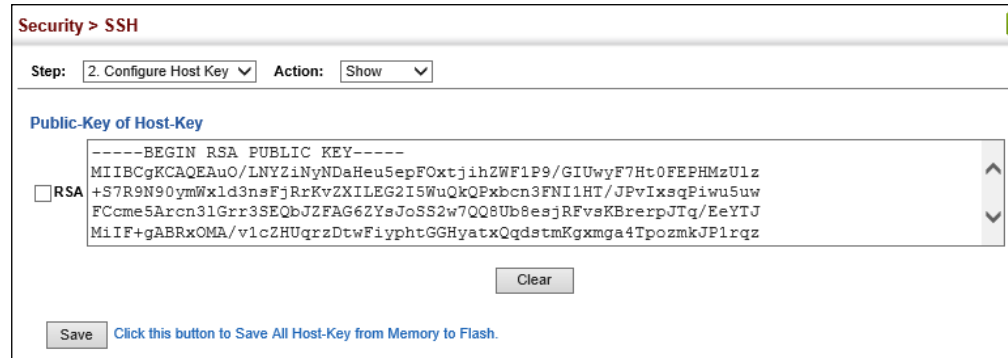 Security > SSH
Step: 2. Configure Host Key Action: Show
Public-Key of Host-Key
-----BEGIN RSA PUBLIC KEY-----
MIIBCgKCAQEAuO/LNYZiNyNDaHeu5epFOxtjihZWF1P9/GIUwyF7Ht0FEPHMzUlz
RSA +S7R9N90ymWxld3nsFjRrKvZXILEG2I5WuQkQPxbcn3FNI1HT/JPvIxsqPiwu5uw
FCcme5Arcn3lGrr3SEQbJZFAG6ZYsJoSS2w7QQ8Ub8esjRFvsKBrerpJTq/EeYTJ
MiIF+gABRxOMA/v1cZHUqrzDtwFiyphtGGHyatxQqdstmKgxmga4TpozmkJP1rqz
Clear
Save Click this button to Save All Host-Key from Memory to Flash.